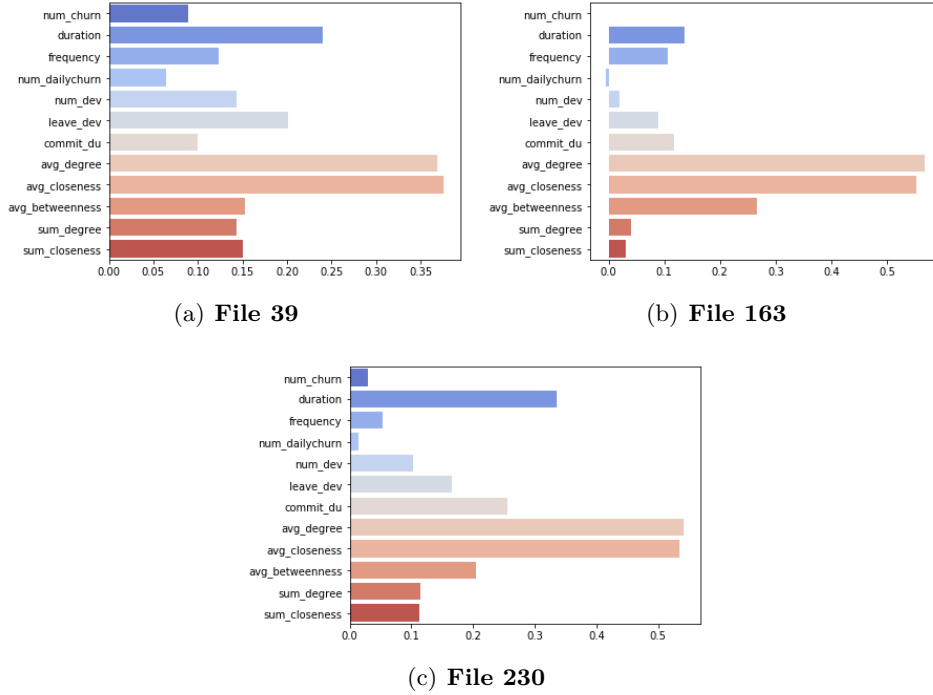 num_churn
duration
frequency
num_dailychurn
num_dev
leave_dev
commit_du
avg_degree
avg_closeness
avg_betweenness
sum_degree
sum_closeness
0.00 0.05 0.10 0.15 0.20 0.25 0.30 0.35
(a) File 39
num_churn
duration
frequency
num_dailychurn
num_dev
leave_dev
commit_du
avg_degree
avg_closeness
avg_betweenness
sum_degree
sum_closeness
0.0 0.1 0.2 0.3 0.4 0.5
(b) File 163
num_churn
duration
frequency
num_dailychurn
num_dev
leave_dev
commit_du
avg_degree
avg_closeness
avg_betweenness
sum_degree
sum_closeness
0.0 0.1 0.2 0.3 0.4 0.5
(c) File 230